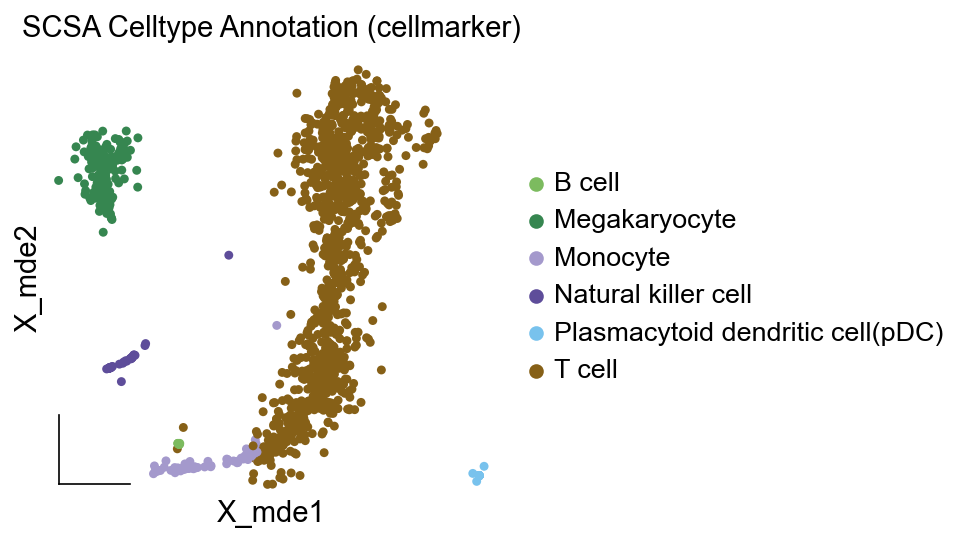 SCSA Celltype Annotation (cellmarker)
X_mde2
B cell
Megakaryocyte
Monocyte
Natural killer cell
Plasmacytoid dendritic cell(pDC)
T cell
X_mde1